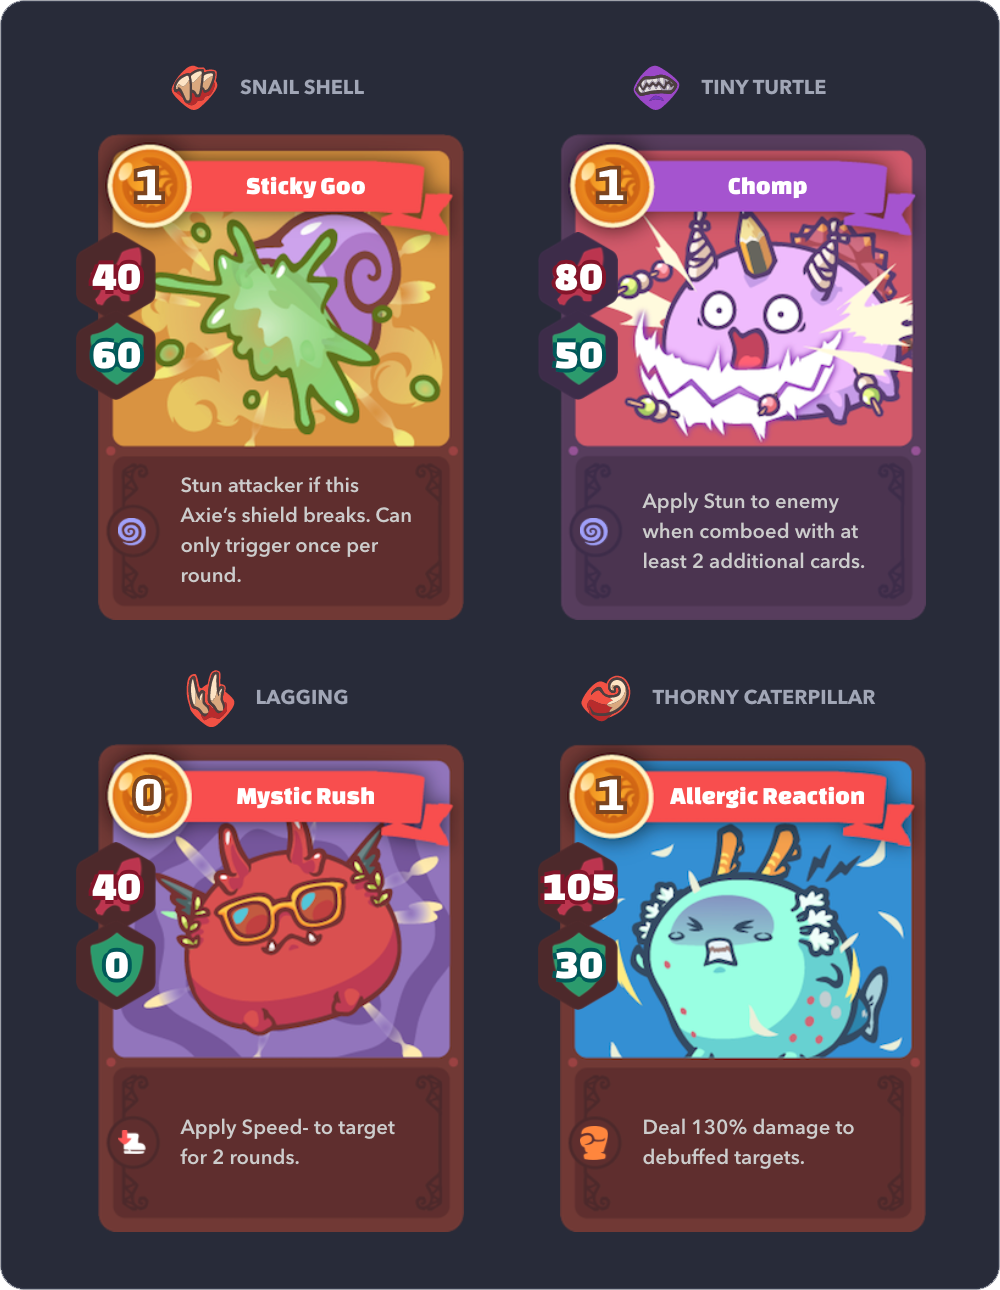 SNAIL SHELL
1
Sticky Goo
40
60
Stun attacker if this
Axie’s shield breaks. Can
only trigger once per
round.
TINY TURTLE
1
Chomp
80
50
Apply Stun to enemy
when comboed with at
least 2 additional cards.
LAGGING
0
Mystic Rush
40
0
Apply Speed- to target
for 2 rounds.
THORNY CATERPILLAR
1
Allergic Reaction
105
30
Deal 130% damage to
debuffed targets.